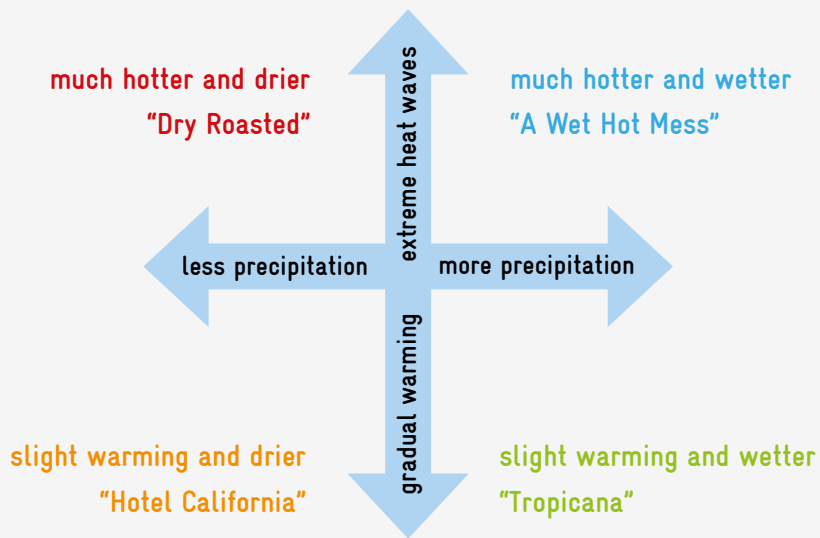 much hotter and drier
“Dry Roasted”
much hotter and wetter
“A Wet Hot Mess”
extreme heat waves
less precipitation
more precipitation
gradual warming
slight warming and drier
“Hotel California”
slight warming and wetter
“Tropicana”